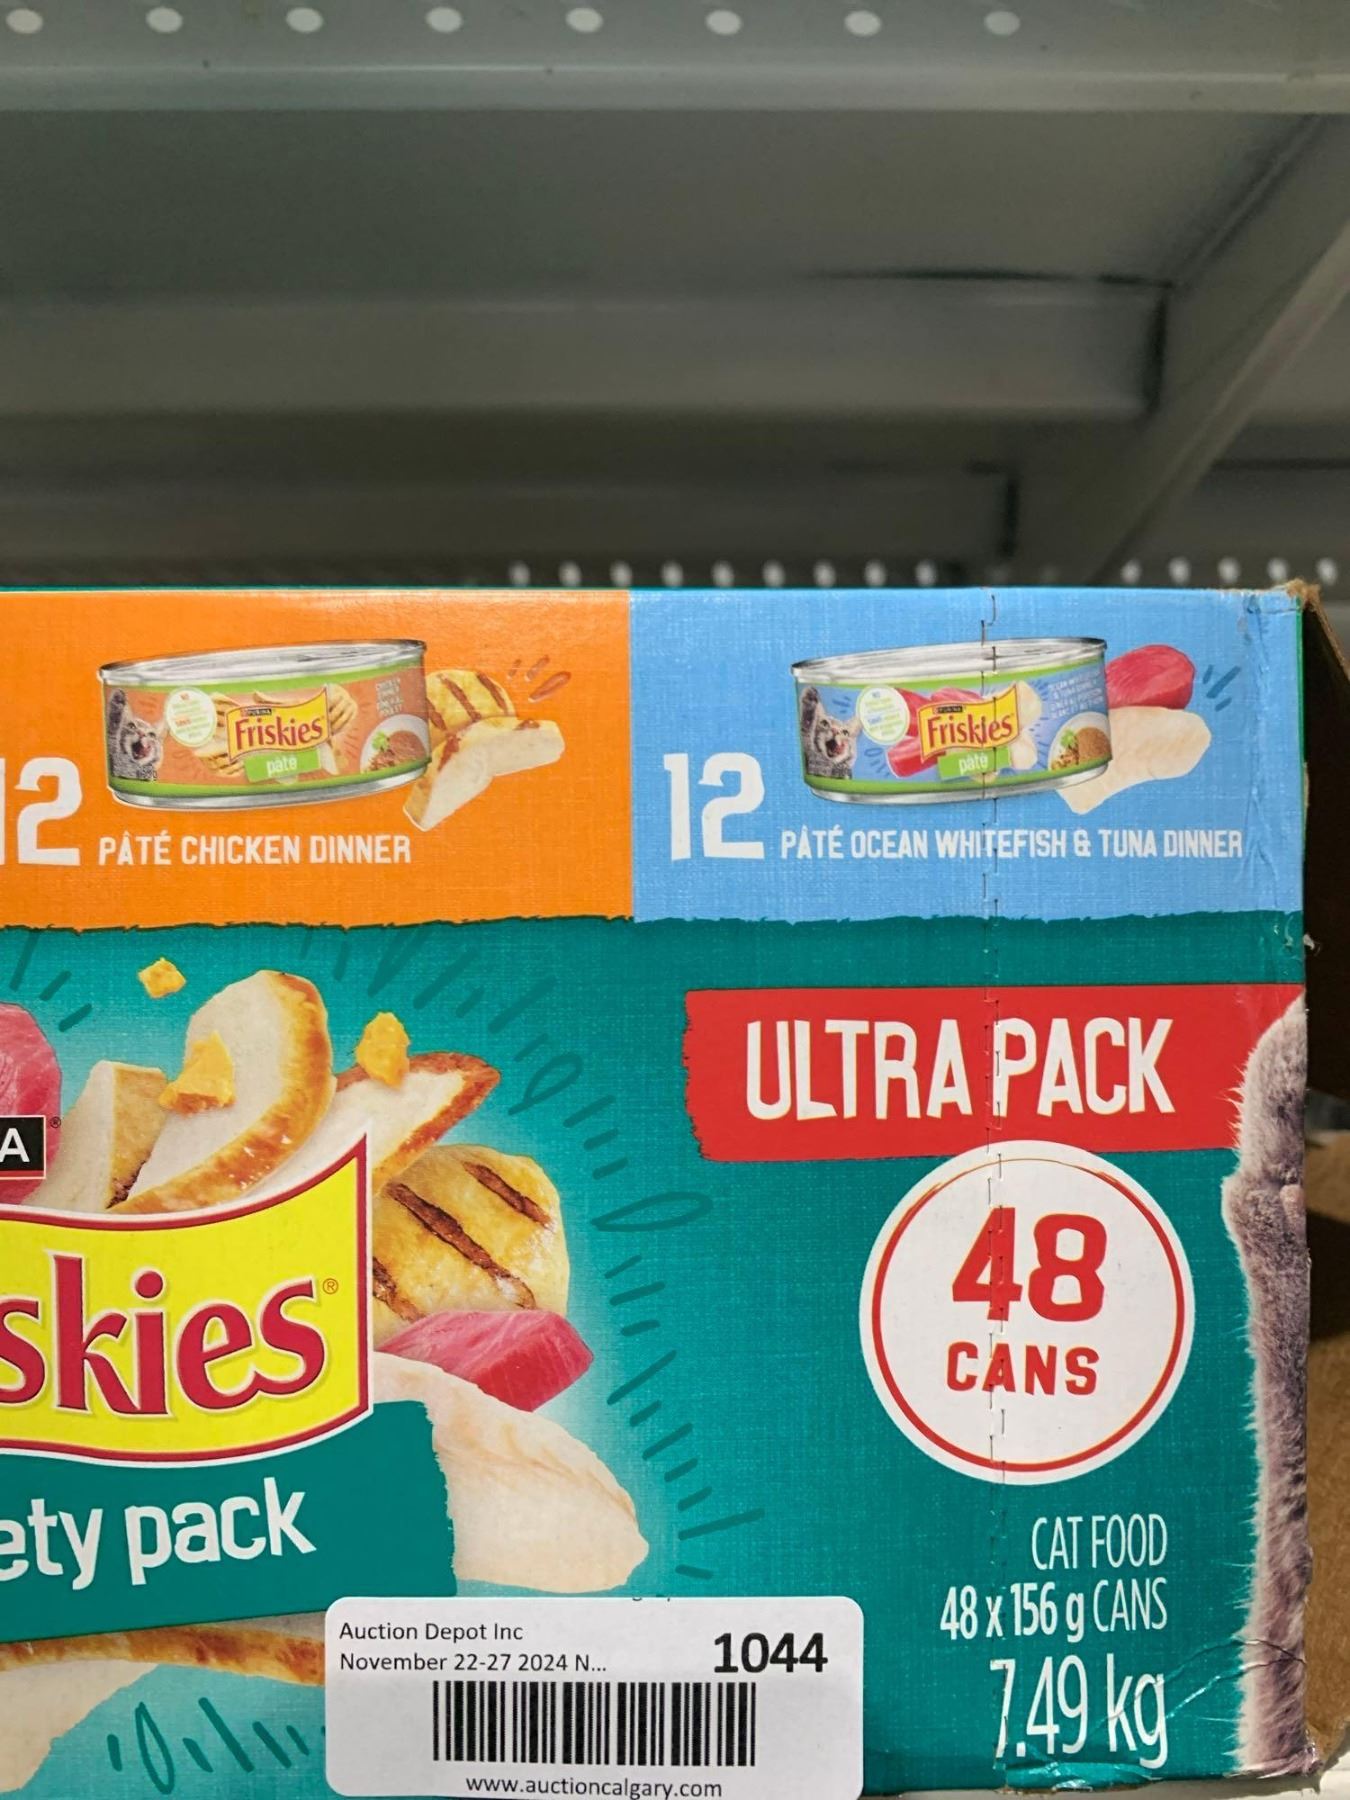 12 PÂTÉ CHICKEN DINNER
PURINA
Friskies
pâté
12 PÂTÉ OCEAN WHITEFISH & TUNA DINNER
PURINA
Friskies
pâté
ULTRA PACK
48
CANS
A
skies®
ety pack
CAT FOOD
48 x 156 g CANS
7.49 kg
Auction Depot Inc
November 22-27 2024 N...
1044
www.auctioncalgary.com